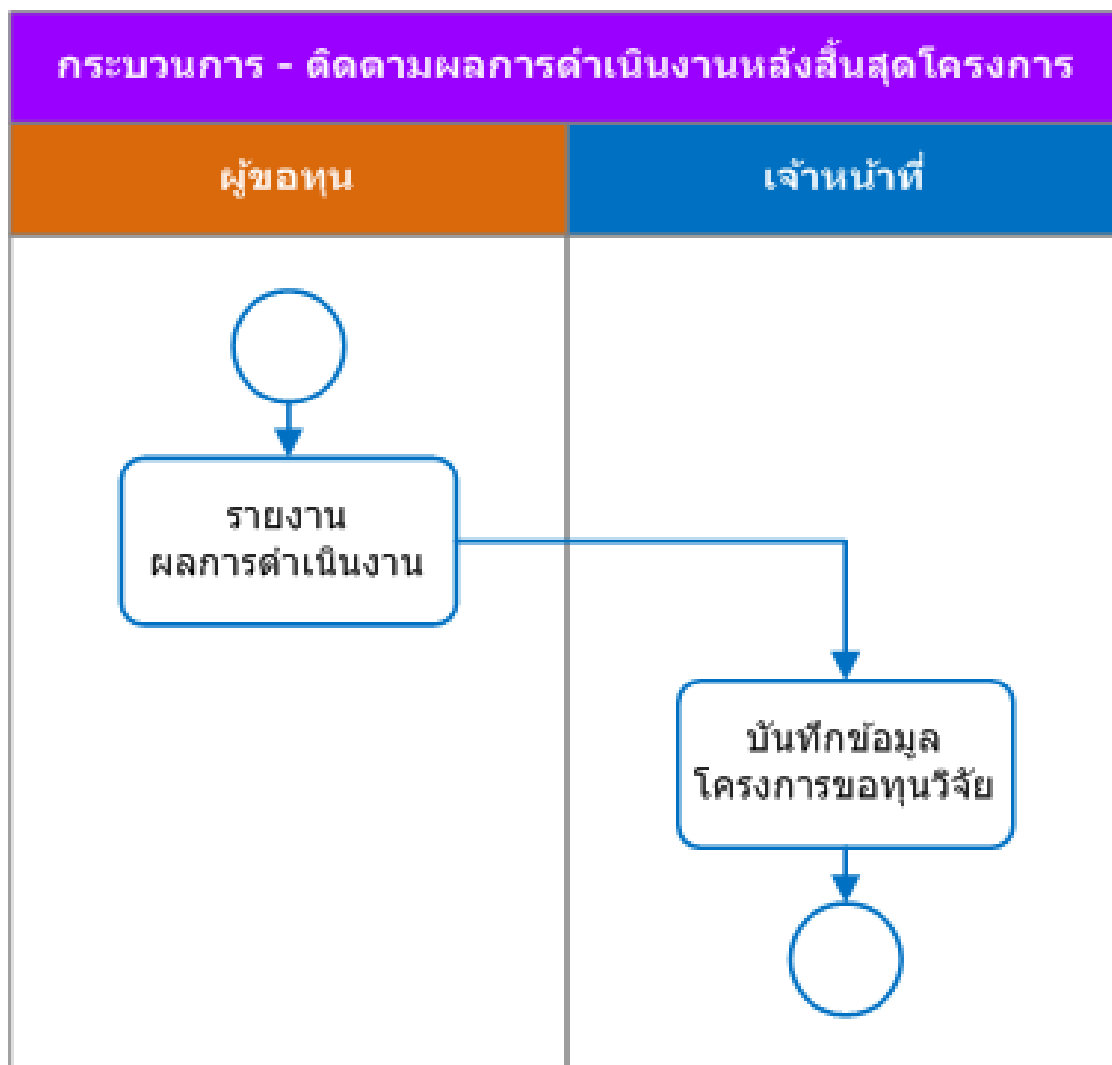 กระบวนการ - ติดตามผลการดำเนินงานหลังสิ้นสุดโครงการ
ผู้ขอทุน
เจ้าหน้าที่
รายงาน
ผลการดำเนินงาน
บันทึกข้อมูล
โครงการขอทุนวิจัย